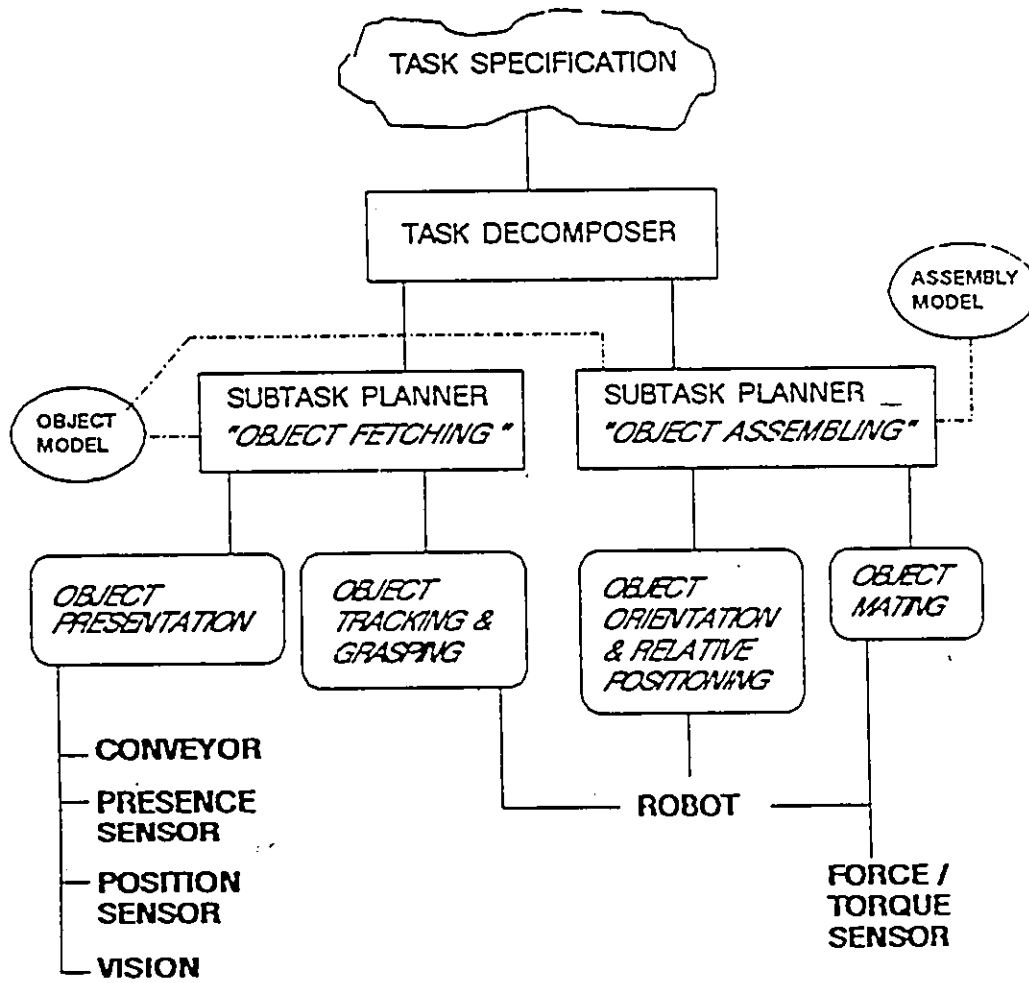 TASK SPECIFICATION
TASK DECOMPOSER
ASSEMBLY
MODEL
SUBTASK PLANNER
"OBJECT FETCHING "
SUBTASK PLANNER _
"OBJECT ASSEMBLING"
OBJECT
MODEL
OBJECT
PRESENTATION
OBJECT
TRACKING &
GRASPING
OBJECT
ORIENTATION
& RELATIVE
POSITIONING
OBJECT
MATING
CONVEYOR
PRESENCE
SENSOR
POSITION
SENSOR
VISION
ROBOT
FORCE /
TORQUE
SENSOR